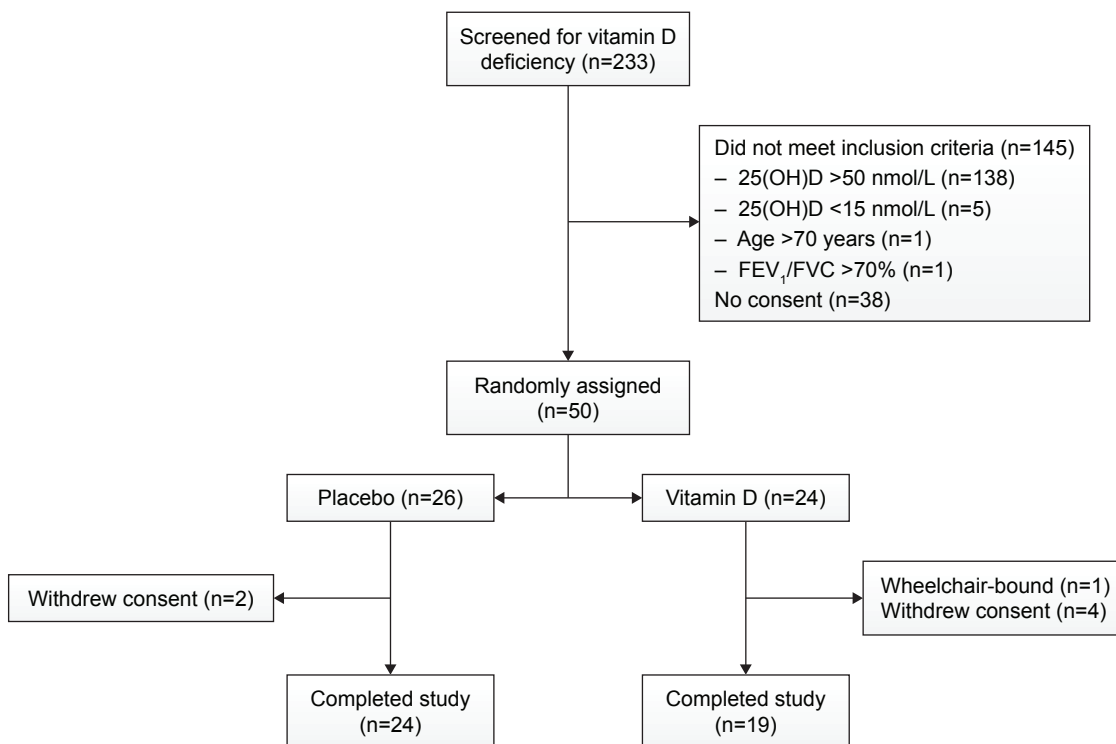 Screened for vitamin D
deficiency (n=233)
Did not meet inclusion criteria (n=145)
– 25(OH)D >50 nmol/L (n=138)
– 25(OH)D <15 nmol/L (n=5)
– Age >70 years (n=1)
– FEV₁/FVC >70% (n=1)
No consent (n=38)
Randomly assigned
(n=50)
Placebo (n=26)
Vitamin D (n=24)
Withdrew consent (n=2)
Wheelchair-bound (n=1)
Withdrew consent (n=4)
Completed study
(n=24)
Completed study
(n=19)